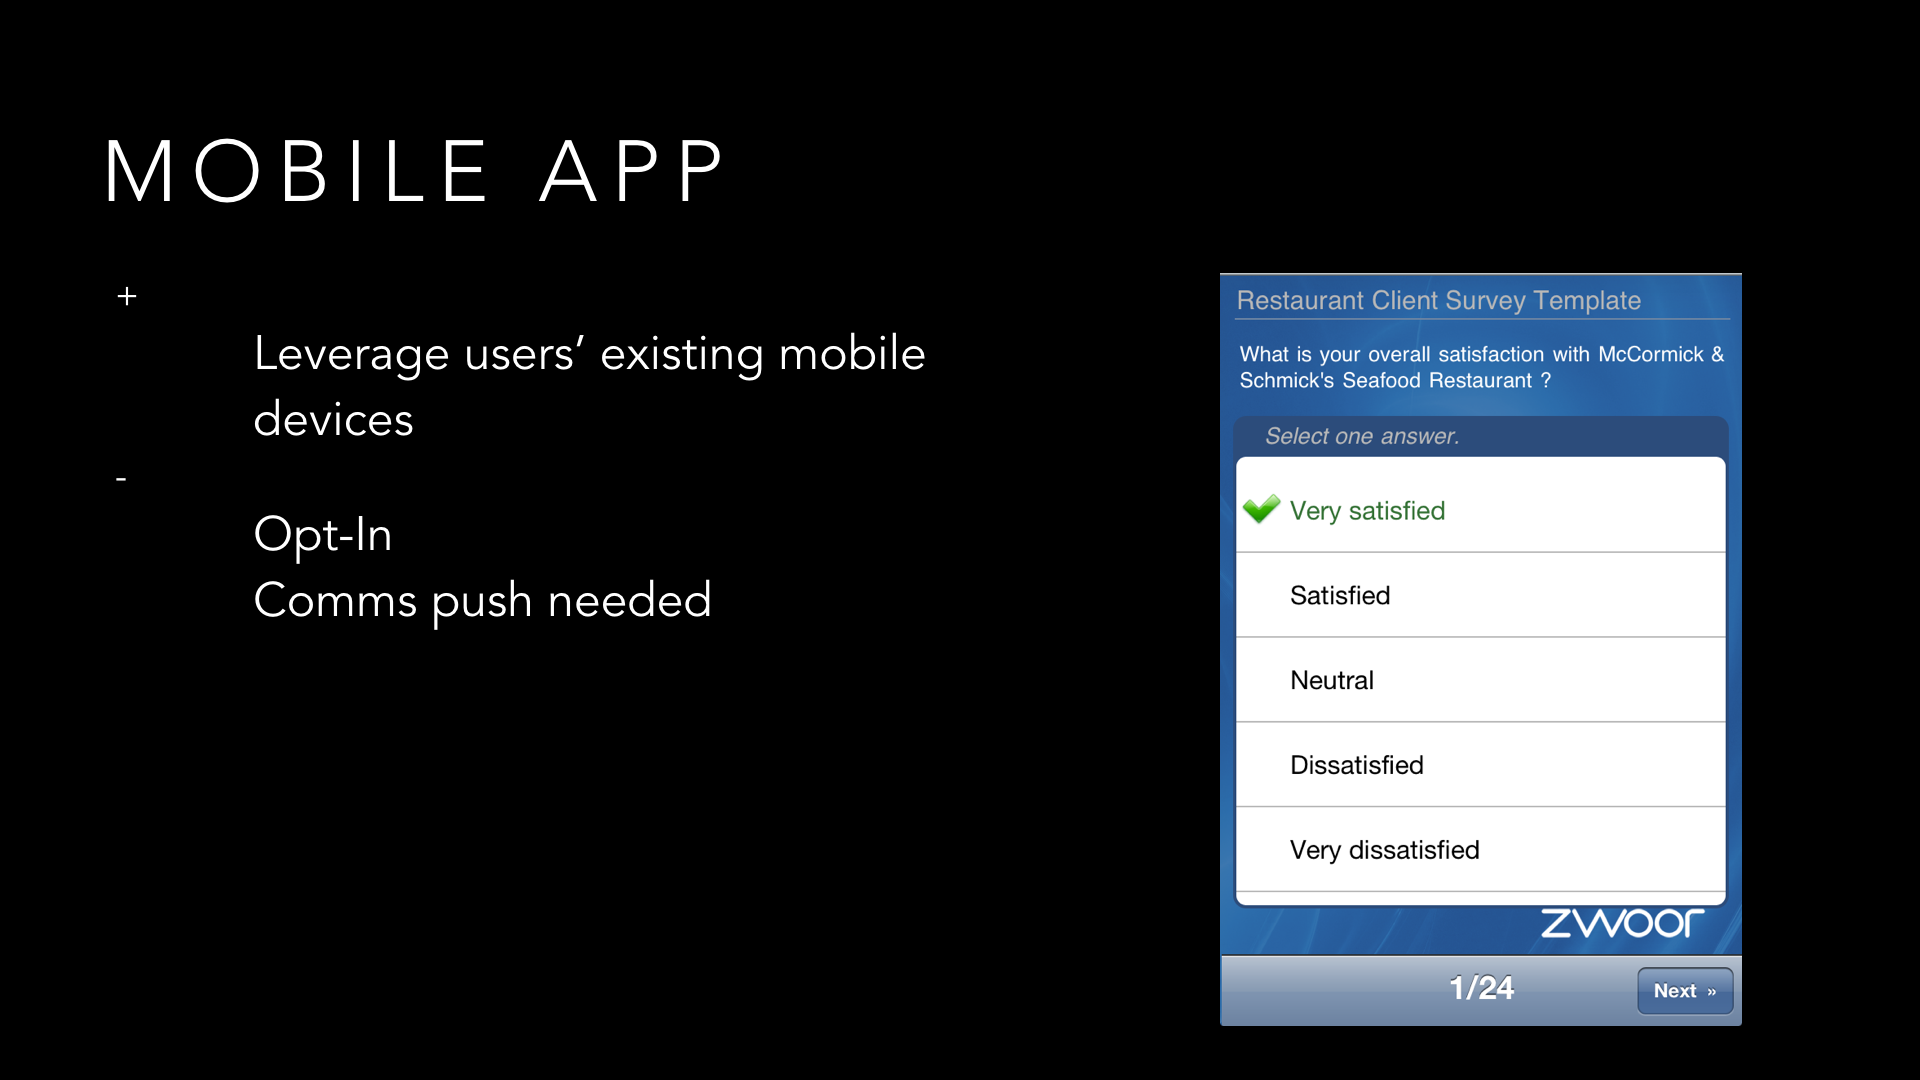 MOBILE APP
+
Leverage users’ existing mobile
devices
-
Opt-In
Comms push needed
Restaurant Client Survey Template
What is your overall satisfaction with McCormick &
Schmick's Seafood Restaurant ?
Select one answer.
Very satisfied
Satisfied
Neutral
Dissatisfied
Very dissatisfied
zwoor
1/24
Next »